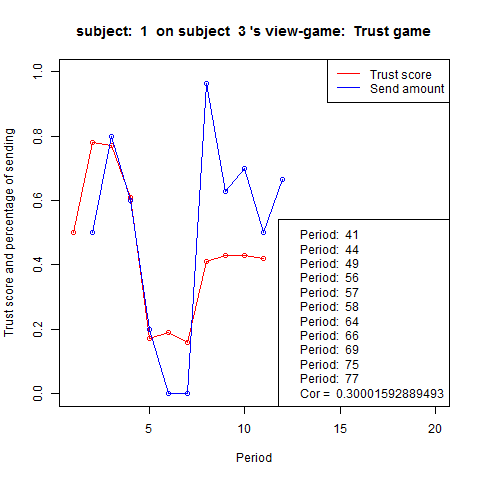 subject:  1  on subject  3 's view-game:  Trust game
Trust score
Send amount
Trust score and percentage of sending
0.0
0.2
0.4
0.6
0.8
1.0
Period:  41
Period:  44
Period:  49
Period:  56
Period:  57
Period:  58
Period:  64
Period:  66
Period:  69
Period:  75
Period:  77
Cor =  0.30001592889493
5
10
15
20
Period